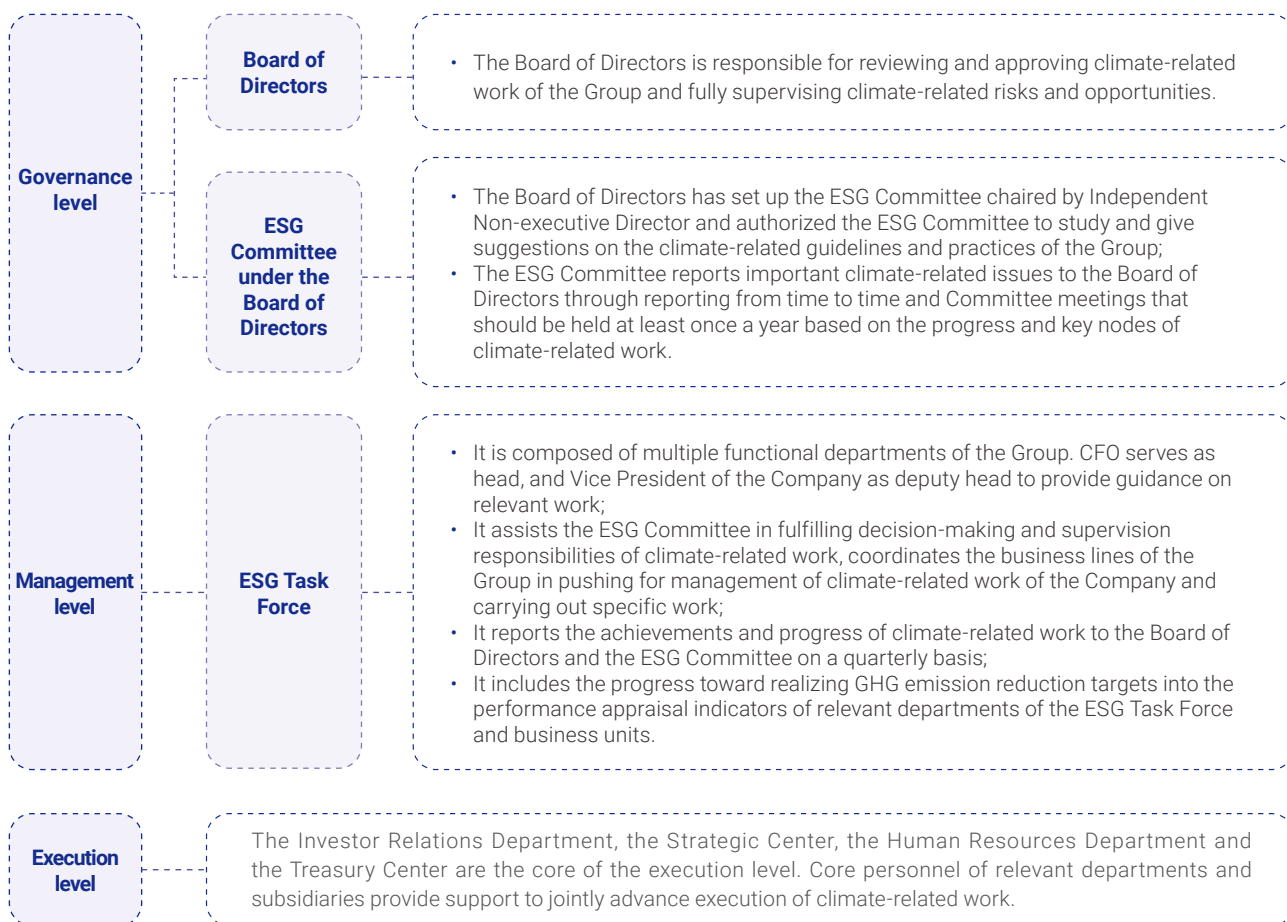 Governance
level
Board of
Directors
• The Board of Directors is responsible for reviewing and approving climate-related
work of the Group and fully supervising climate-related risks and opportunities.
ESG
Committee
under the
Board of
Directors
• The Board of Directors has set up the ESG Committee chaired by Independent
Non-executive Director and authorized the ESG Committee to study and give
suggestions on the climate-related guidelines and practices of the Group;
• The ESG Committee reports important climate-related issues to the Board of
Directors through reporting from time to time and Committee meetings that
should be held at least once a year based on the progress and key nodes of
climate-related work.
Management
level
ESG Task
Force
• It is composed of multiple functional departments of the Group. CFO serves as
head, and Vice President of the Company as deputy head to provide guidance on
relevant work;
• It assists the ESG Committee in fulfilling decision-making and supervision
responsibilities of climate-related work, coordinates the business lines of the
Group in pushing for management of climate-related work of the Company and
carrying out specific work;
• It reports the achievements and progress of climate-related work to the Board of
Directors and the ESG Committee on a quarterly basis;
• It includes the progress toward realizing GHG emission reduction targets into the
performance appraisal indicators of relevant departments of the ESG Task Force
and business units.
Execution
level
The Investor Relations Department, the Strategic Center, the Human Resources Department and
the Treasury Center are the core of the execution level. Core personnel of relevant departments and
subsidiaries provide support to jointly advance execution of climate-related work.